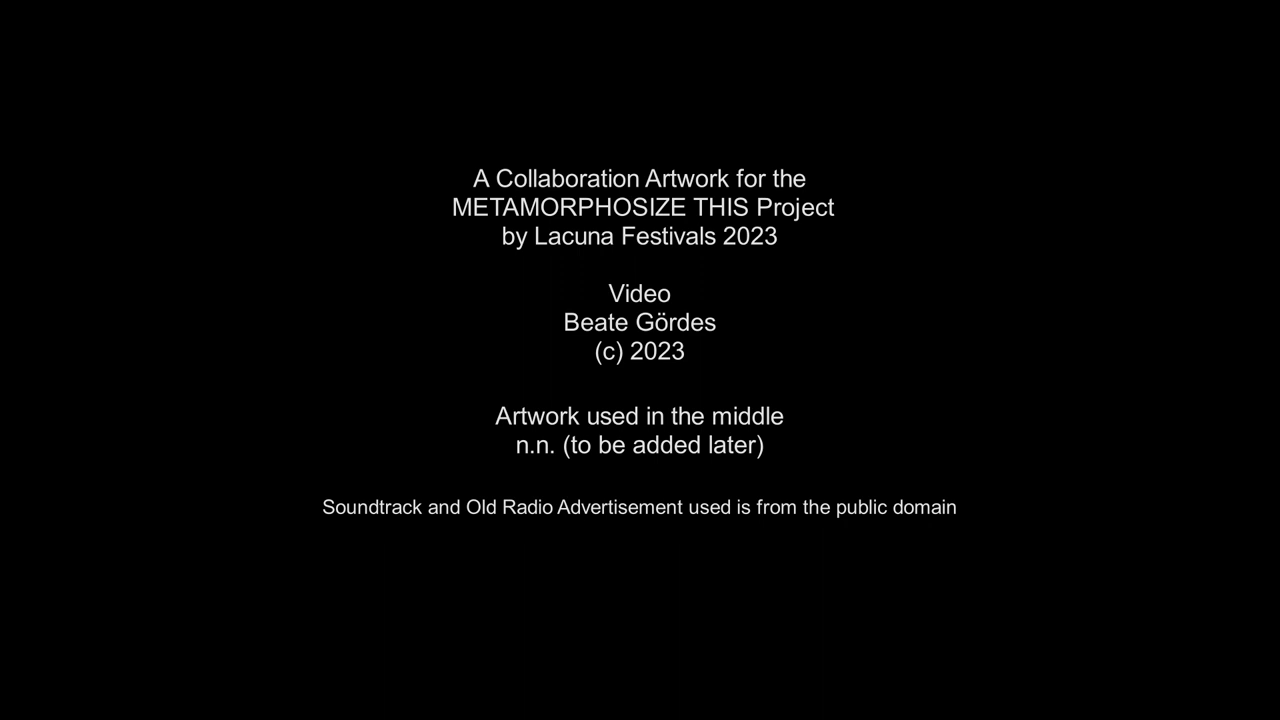 A Collaboration Artwork for the
METAMORPHOSIZE THIS Project
by Lacuna Festivals 2023
Video
Beate Gördes
(c) 2023
Artwork used in the middle
n.n. (to be added later)
Soundtrack and Old Radio Advertisement used is from the public domain